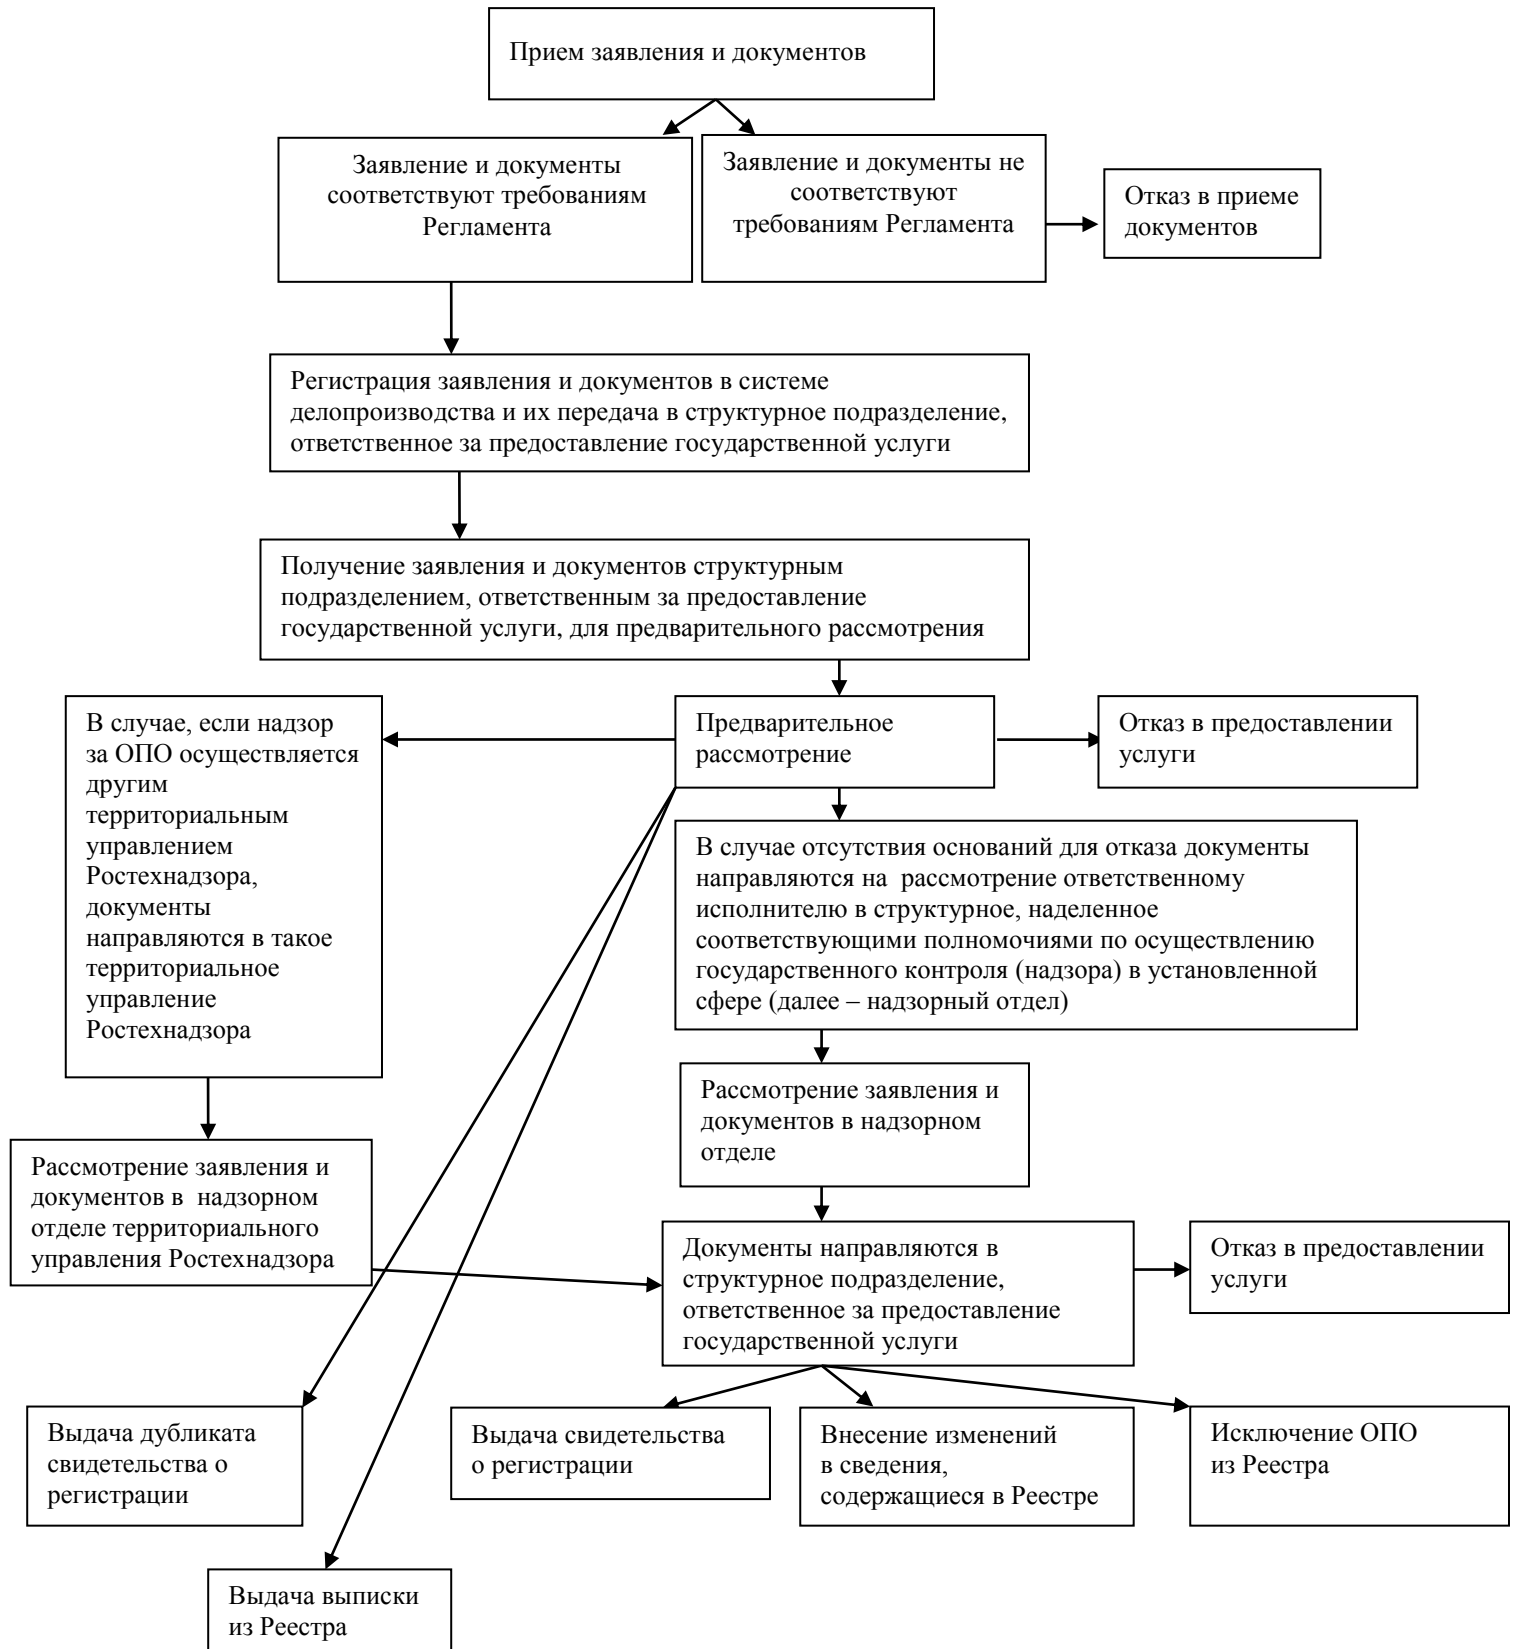 Прием заявления и документов
Заявление и документы
соответствуют требованиям
Регламента
Заявление и документы не
соответствуют
требованиям Регламента
Отказ в приеме
документов
Регистрация заявления и документов в системе
делопроизводства и их передача в структурное подразделение,
ответственное за предоставление государственной услуги
Получение заявления и документов структурным
подразделением, ответственным за предоставление
государственной услуги, для предварительного рассмотрения
В случае, если надзор
за ОПО осуществляется
другим
территориальным
управлением
Ростехнадзора,
документы
направляются в такое
территориальное
управление
Ростехнадзора
Предварительное
рассмотрение
Отказ в предоставлении
услуги
В случае отсутствия оснований для отказа документы
направляются на рассмотрение ответственному
исполнителю в структурное, наделенное
соответствующими полномочиями по осуществлению
государственного контроля (надзора) в установленной
сфере (далее – надзорный отдел)
Рассмотрение заявления и
документов в надзорном
отделе
Рассмотрение заявления и
документов в надзорном
отделе территориального
управления Ростехнадзора
Документы направляются в
структурное подразделение,
ответственное за предоставление
государственной услуги
Отказ в предоставлении
услуги
Выдача дубликата
свидетельства о
регистрации
Выдача свидетельства
о регистрации
Внесение изменений
в сведения,
содержащиеся в Реестре
Исключение ОПО
из Реестра
Выдача выписки
из Реестра